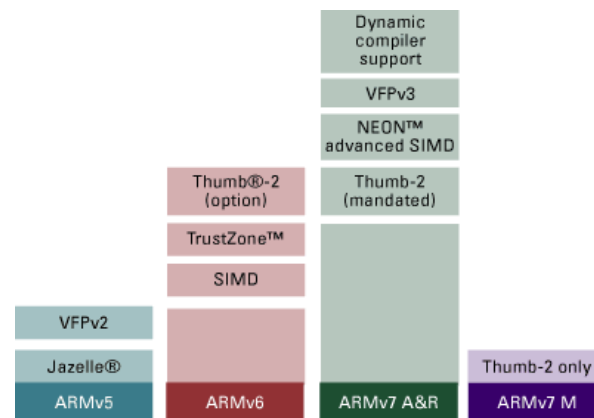 Dynamic
compiler
support
VFPv3
NEON™
advanced SIMD
Thumb®-2
(option)
Thumb-2
(mandated)
TrustZone™
SIMD
VFPv2
Jazelle®
Thumb-2 only
ARMv5
ARMv6
ARMv7 A&R
ARMv7 M